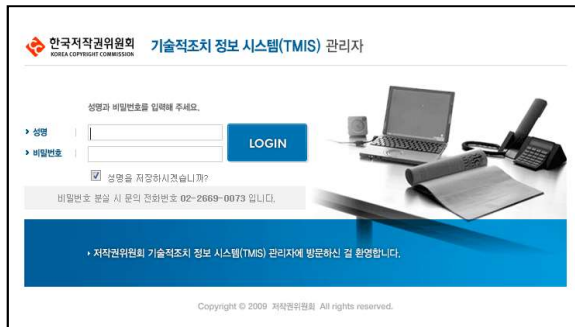 한국저작권위원회
KOREA COPYRIGHT COMMISSION
기술적조치 정보 시스템(TMIS) 관리자
성명과 비밀번호를 입력해 주세요.
성명
비밀번호
LOGIN
성명을 저장하시겠습니까?
비밀번호 분실 시 문의 전화번호 02-2669-0073 입니다.
저작권위원회 기술적조치 정보 시스템(TMIS) 관리자에 방문하신 걸 환영합니다.
Copyright © 2009 저작권위원회 All rights reserved.